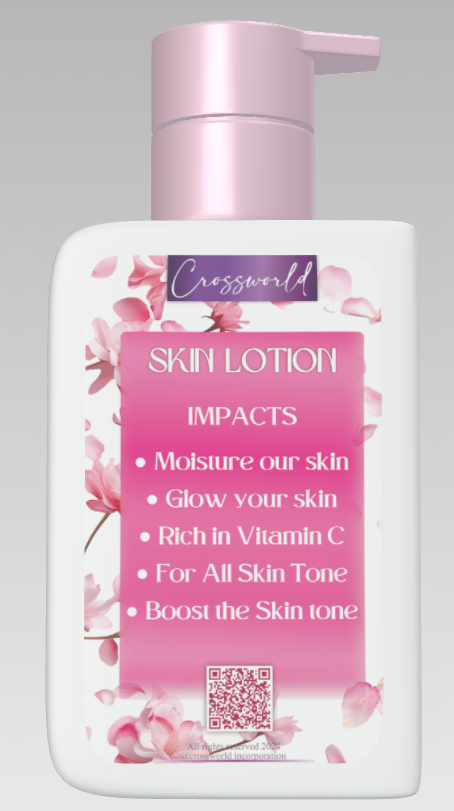 Crossworld
SKIN LOTION
IMPACTS
• Moisture our skin
• Glow your skin
• Rich in Vitamin C
• For All Skin Tone
• Boost the Skin tone
All rights reserved
crossworld incorporation